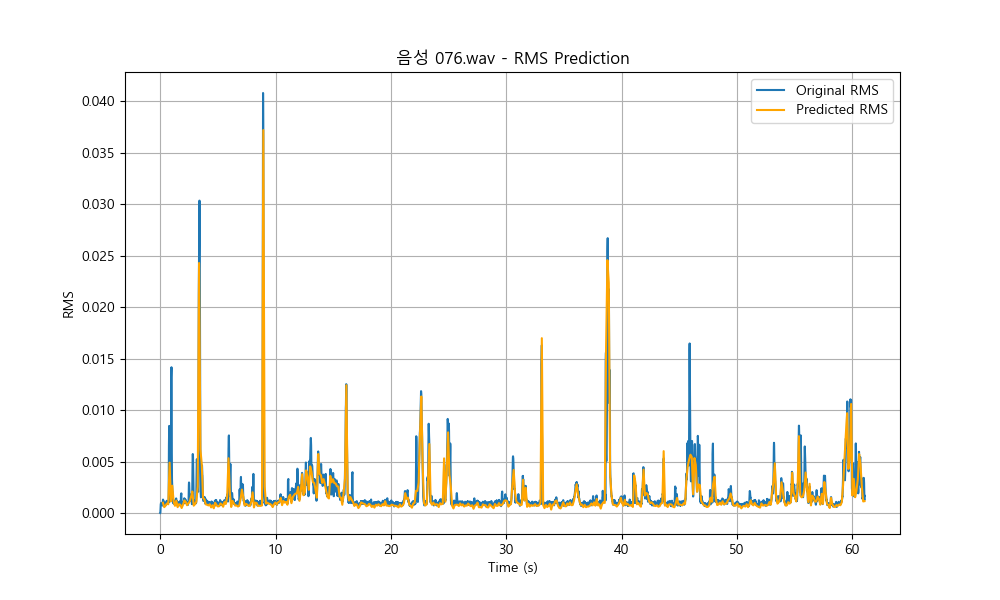 음성 076.wav - RMS Prediction
Original RMS
Predicted RMS
RMS
0.040
0.035
0.030
0.025
0.020
0.015
0.010
0.005
0.000
0 10 20 30 40 50 60
Time (s)